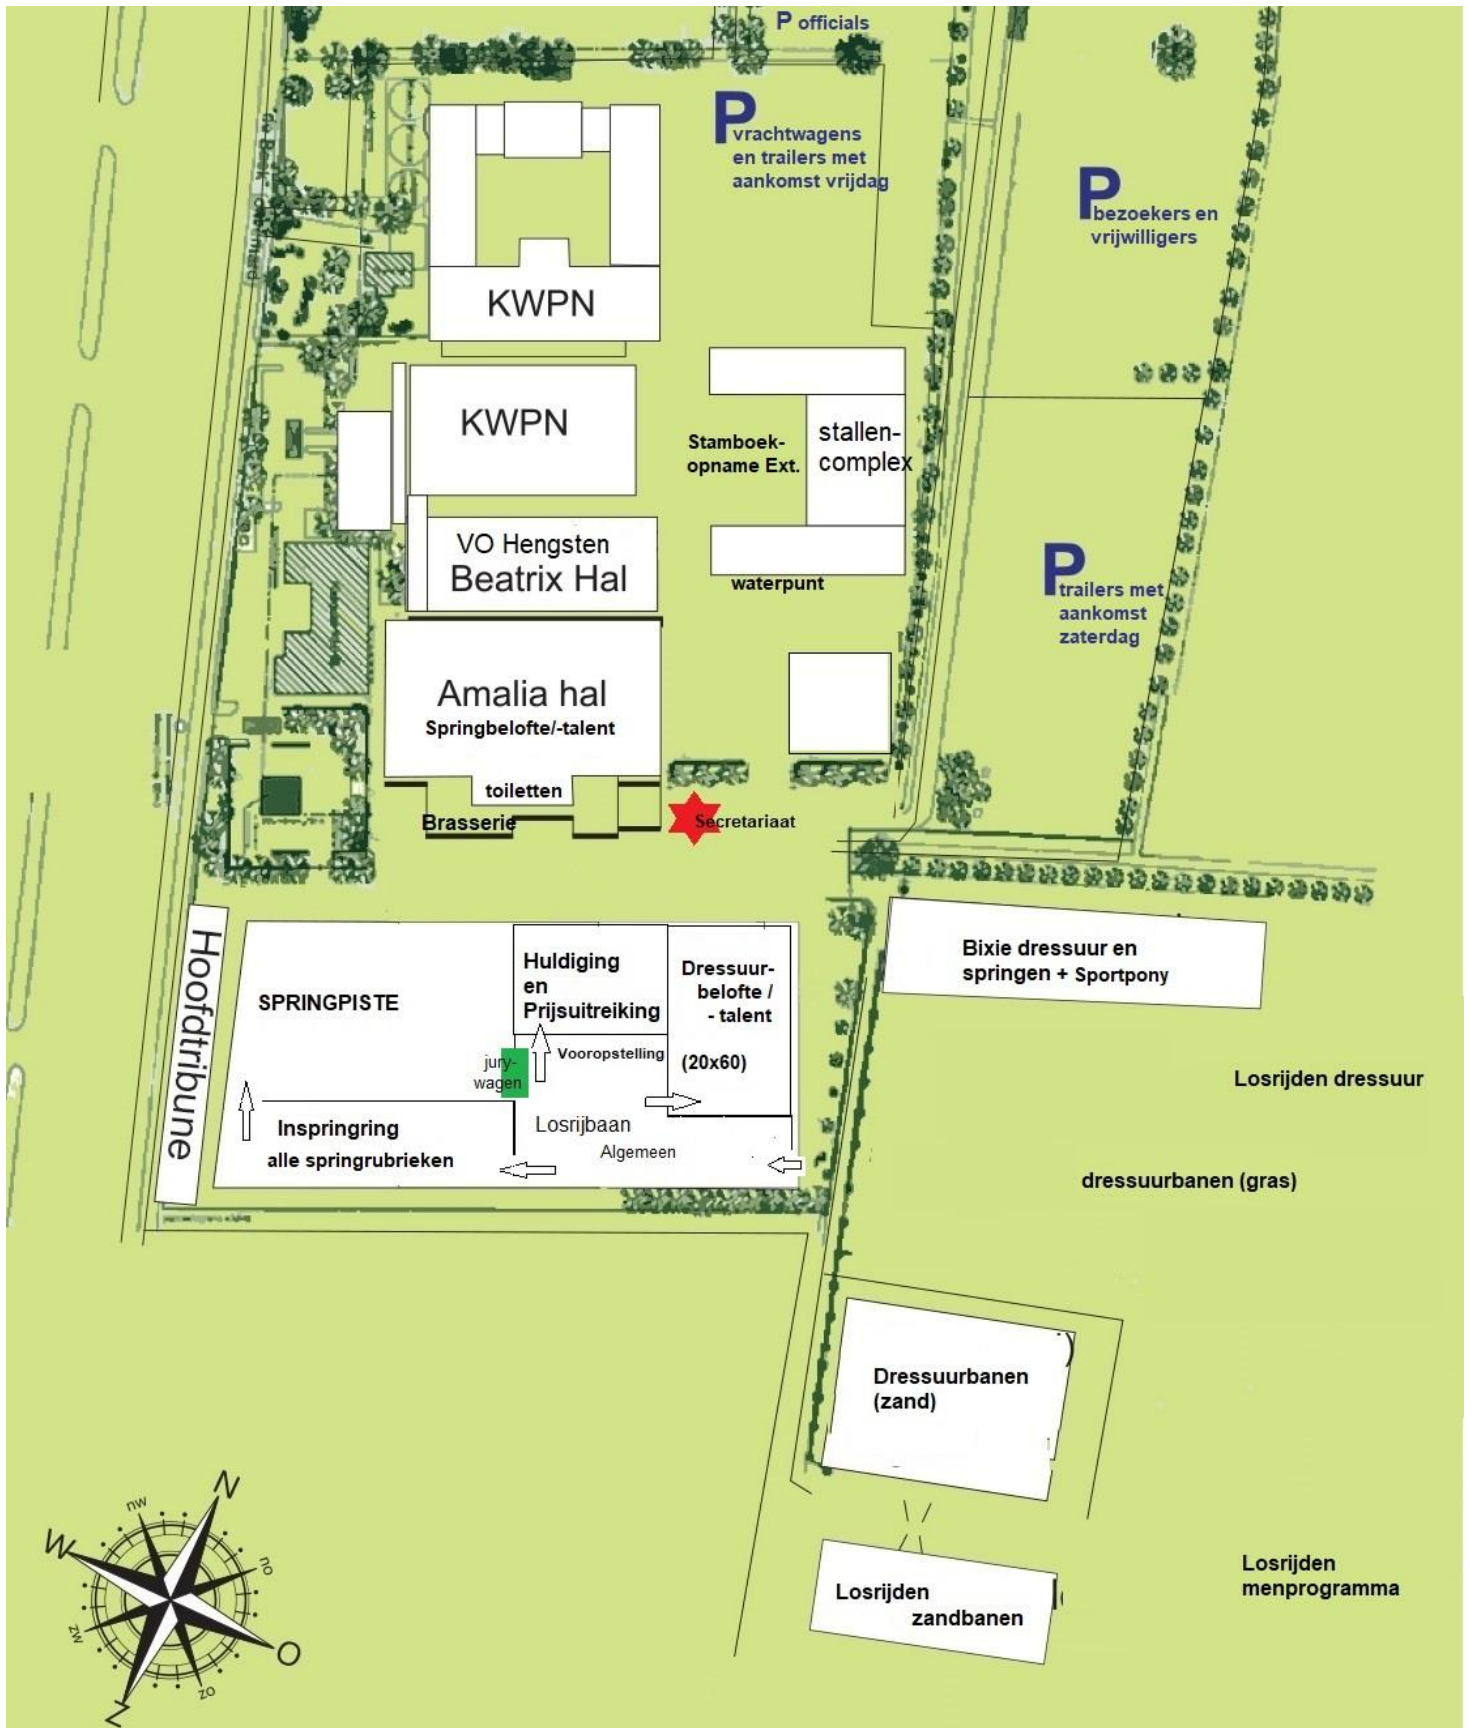 P officials
P
vrachtwagens
en trailers met
aankomst vrijdag
P
bezoekers en
vrijwilligers
KWPN
KWPN
Stamboek-
opname Ext.
stallen-
complex
VO Hengsten
Beatrix Hal
waterpunt
P
trailers met
aankomst
zaterdag
Amalia hal
Springbelofte/-talent
toiletten
Brasserie
Secretariaat
Hoofdtribune
SPRINGPISTE
Huldiging
en
Prijsuitreiking
Dressuur-
belofte /
- talent
(20x60)
Bixie dressuur en
springen + Sportpony
jury-
wagen
Vooropstelling
Losrijden dressuur
Inspringring
alle springrubrieken
Losrijbaan
Algemeen
dressuurbanen (gras)
Dressuurbanen
(zand)
Losrijden
zandbanen
Losrijden
menprogramma
N
nw
W
no
zw
O
zo
Z